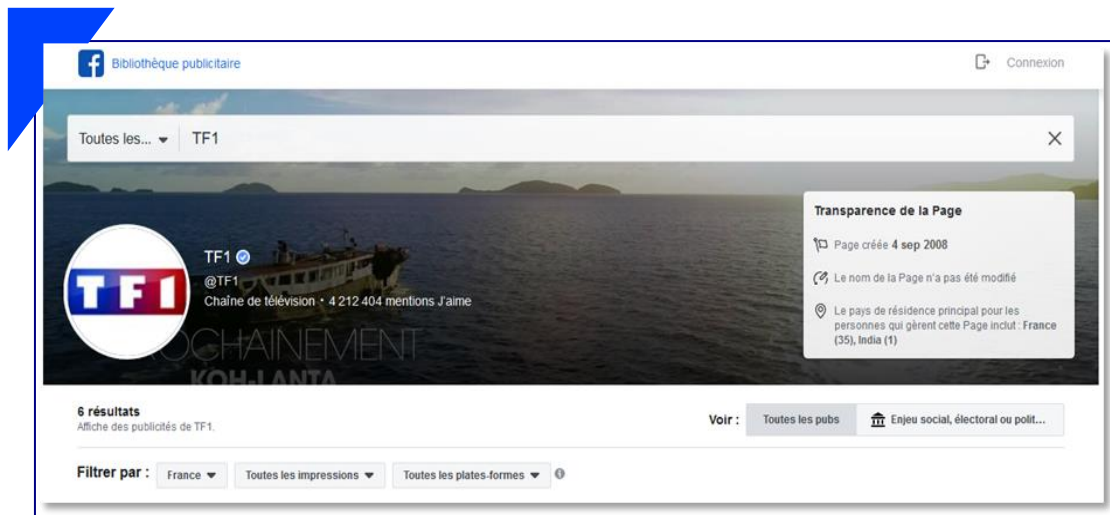 Bibliothèque publicitaire
Connexion
Toutes les...
TF1
TF1
TF1
@TF1
Chaîne de télévision • 4 212 404 mentions J'aime
PROCHAINEMENT
KOH-LANTA
Transparence de la Page
Page créée 4 sep 2008
Le nom de la Page n'a pas été modifié
Le pays de résidence principal pour les
personnes qui gèrent cette Page inclut : France
(35), India (1)
6 résultats
Affiche des publicités de TF1.
Voir :
Toutes les pubs
Enjeu social, électoral ou polit...
Filtrer par :
France
Toutes les impressions
Toutes les plates-formes